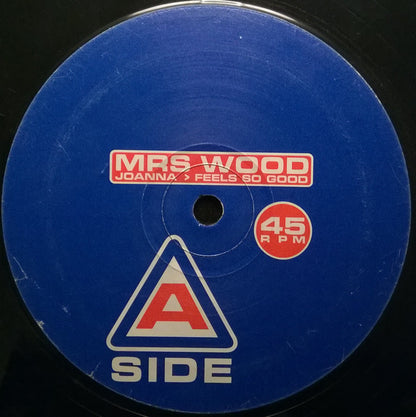 MRS WOOD
JOANNA > FEELS SO GOOD
45
RPM
A
SIDE